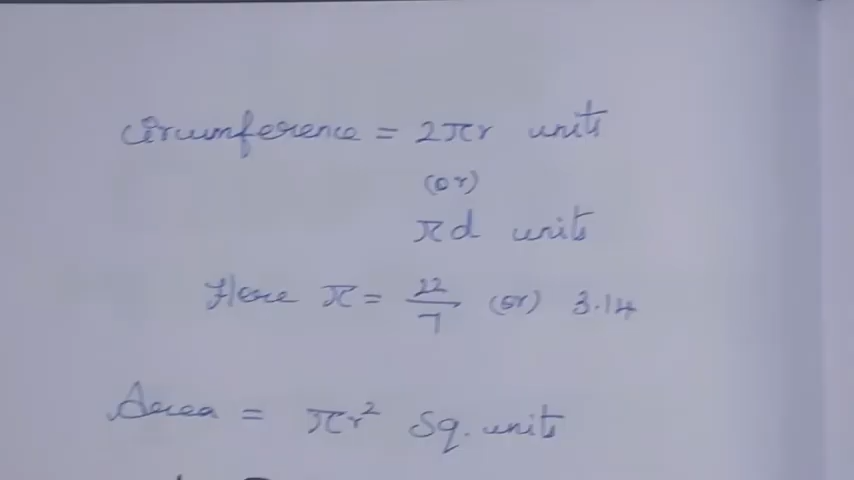 Circumference = 2πr units
(or)
πd units
Here π = 22/7 (or) 3.14
Area = πr² Sq. units